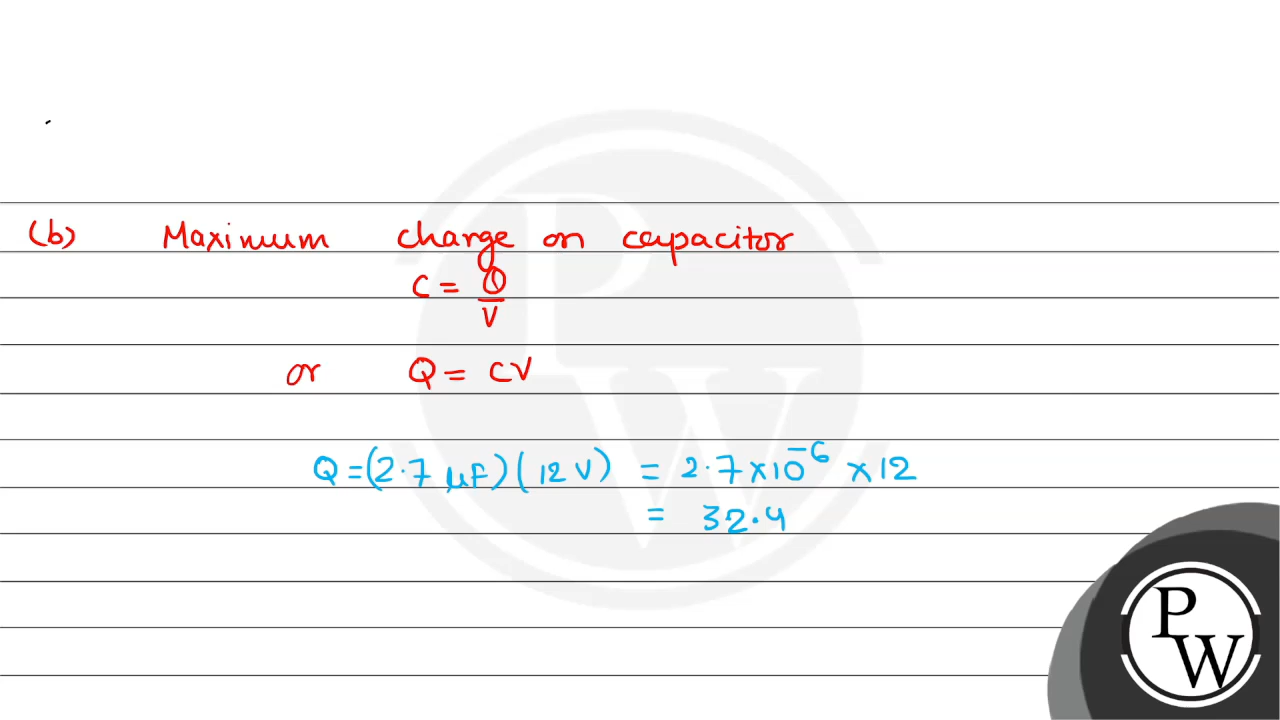 (b) Maximum charge on capacitor
C = Q/V
or Q = CV
Q = (2.7 μF) (12 V) = 2.7 × 10⁻⁶ × 12
= 32.4
P
W
P
W